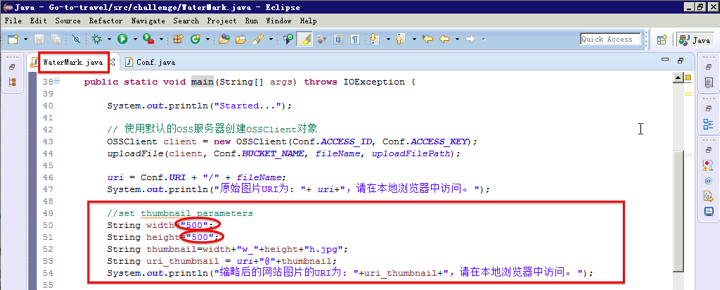 Java - Go-to-travel/src/challenge/WaterMark.java - Eclipse
File Edit Source Refactor Navigate Search Project Run Window Help
Quick Access
Java
WaterMark.java
Conf.java
38 public static void main(String[] args) throws IOException {
39
40 System.out.println("Started...");
41
42 // 使用默认的OSS服务器创建OSSClient对象
43 OSSClient client = new OSSClient(Conf.ACCESS_ID, Conf.ACCESS_KEY);
44 uploadFile(client, Conf.BUCKET_NAME, fileName, uploadFilePath);
45
46 uri = Conf.URI + "/" + fileName;
47 System.out.println("原始图片URI为："+ uri+"，请在本地浏览器中访问。");
48
49 //set thumbnail parameters
50 String width="500";
51 String height="500";
52 String thumbnail=width+"w_"+height+"h.jpg";
53 String uri_thumbnail = uri+"@"+thumbnail;
54 System.out.println("缩略后的网站图片的URI为："+uri_thumbnail+"，请在本地浏览器中访问。");